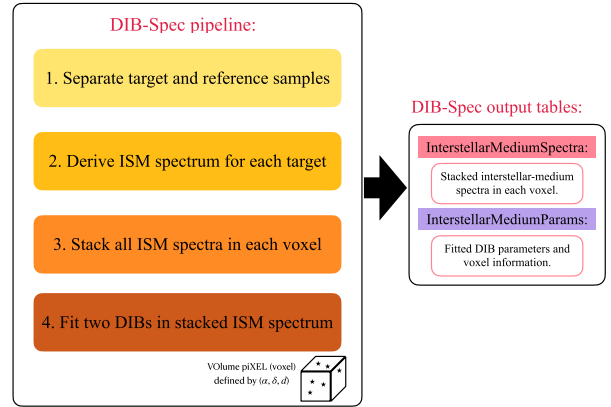 DIB-Spec pipeline:
1. Separate target and reference samples
2. Derive ISM spectrum for each target
3. Stack all ISM spectra in each voxel
4. Fit two DIBs in stacked ISM spectrum
VOlume piXEL (voxel)
defined by (α, δ, d)
DIB-Spec output tables:
InterstellarMediumSpectra:
Stacked interstellar-medium
spectra in each voxel.
InterstellarMediumParams:
Fitted DIB parameters and
voxel information.